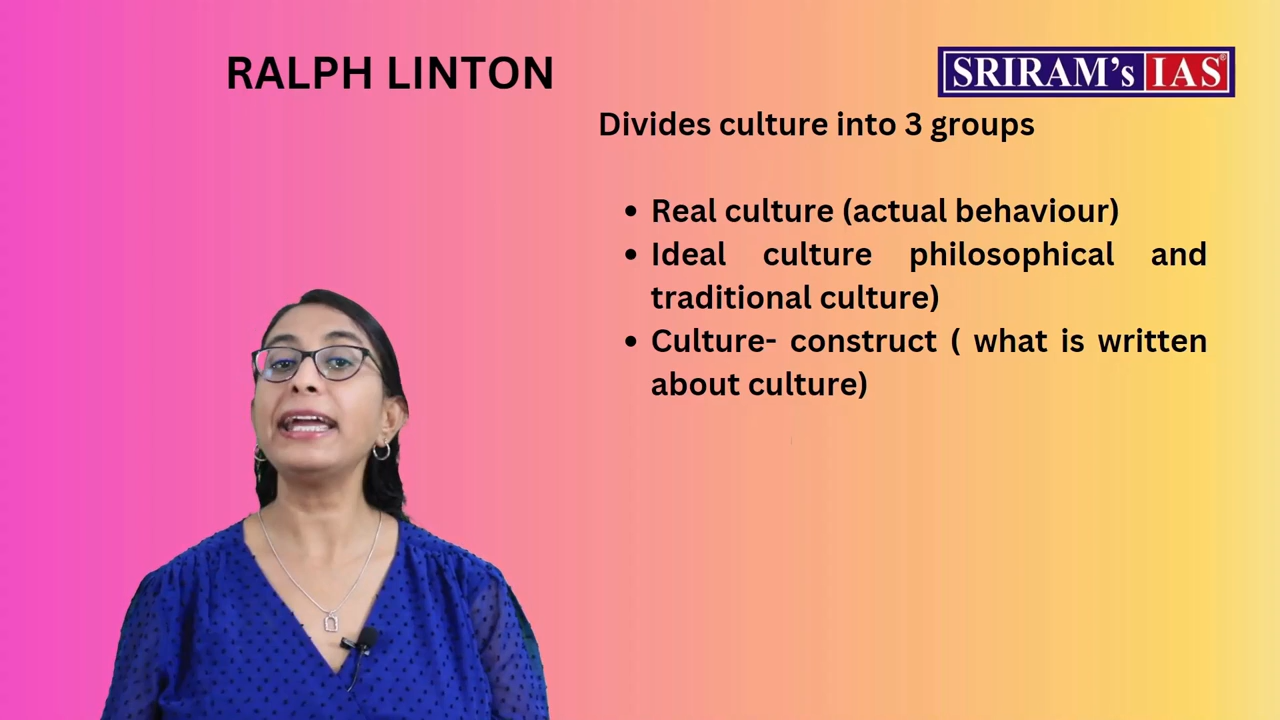 RALPH LINTON
SRIRAM's IAS®
Divides culture into 3 groups
• Real culture (actual behaviour)
• Ideal culture philosophical and
traditional culture)
• Culture- construct ( what is written
about culture)